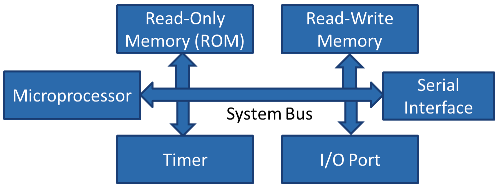 Read-Only
Memory (ROM)
Read-Write
Memory
Microprocessor
System Bus
Serial
Interface
Timer
I/O Port